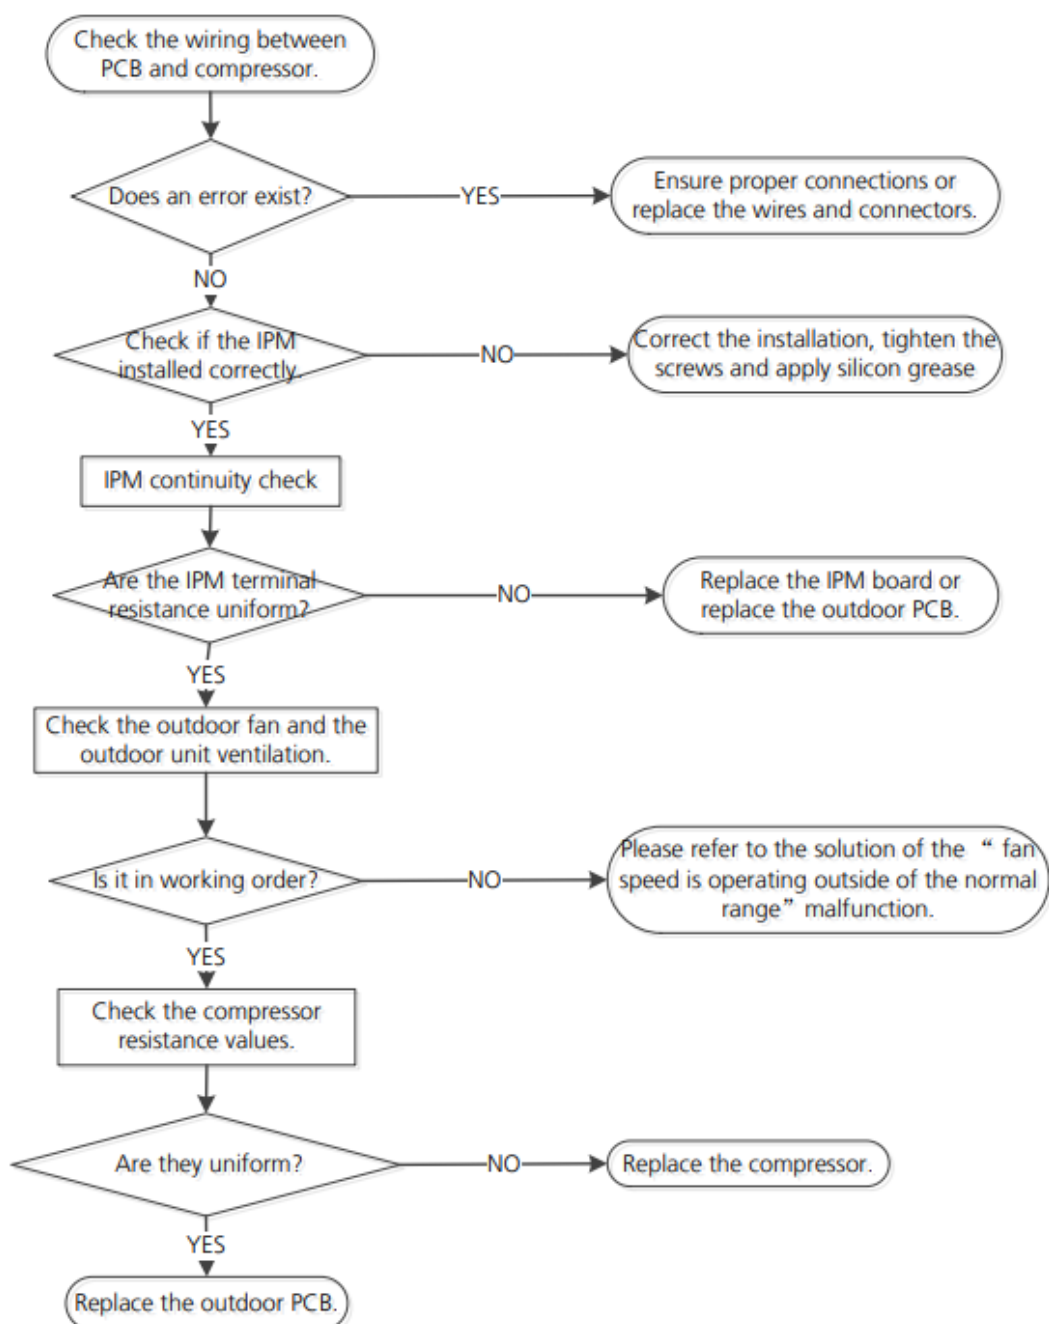 Check the wiring between
PCB and compressor.
Does an error exist?
YES
Ensure proper connections or
replace the wires and connectors.
NO
Check if the IPM
installed correctly.
NO
Correct the installation, tighten the
screws and apply silicon grease
YES
IPM continuity check
Are the IPM terminal
resistance uniform?
NO
Replace the IPM board or
replace the outdoor PCB.
YES
Check the outdoor fan and the
outdoor unit ventilation.
Is it in working order?
NO
Please refer to the solution of the “ fan
speed is operating outside of the normal
range” malfunction.
YES
Check the compressor
resistance values.
Are they uniform?
NO
Replace the compressor.
YES
Replace the outdoor PCB.